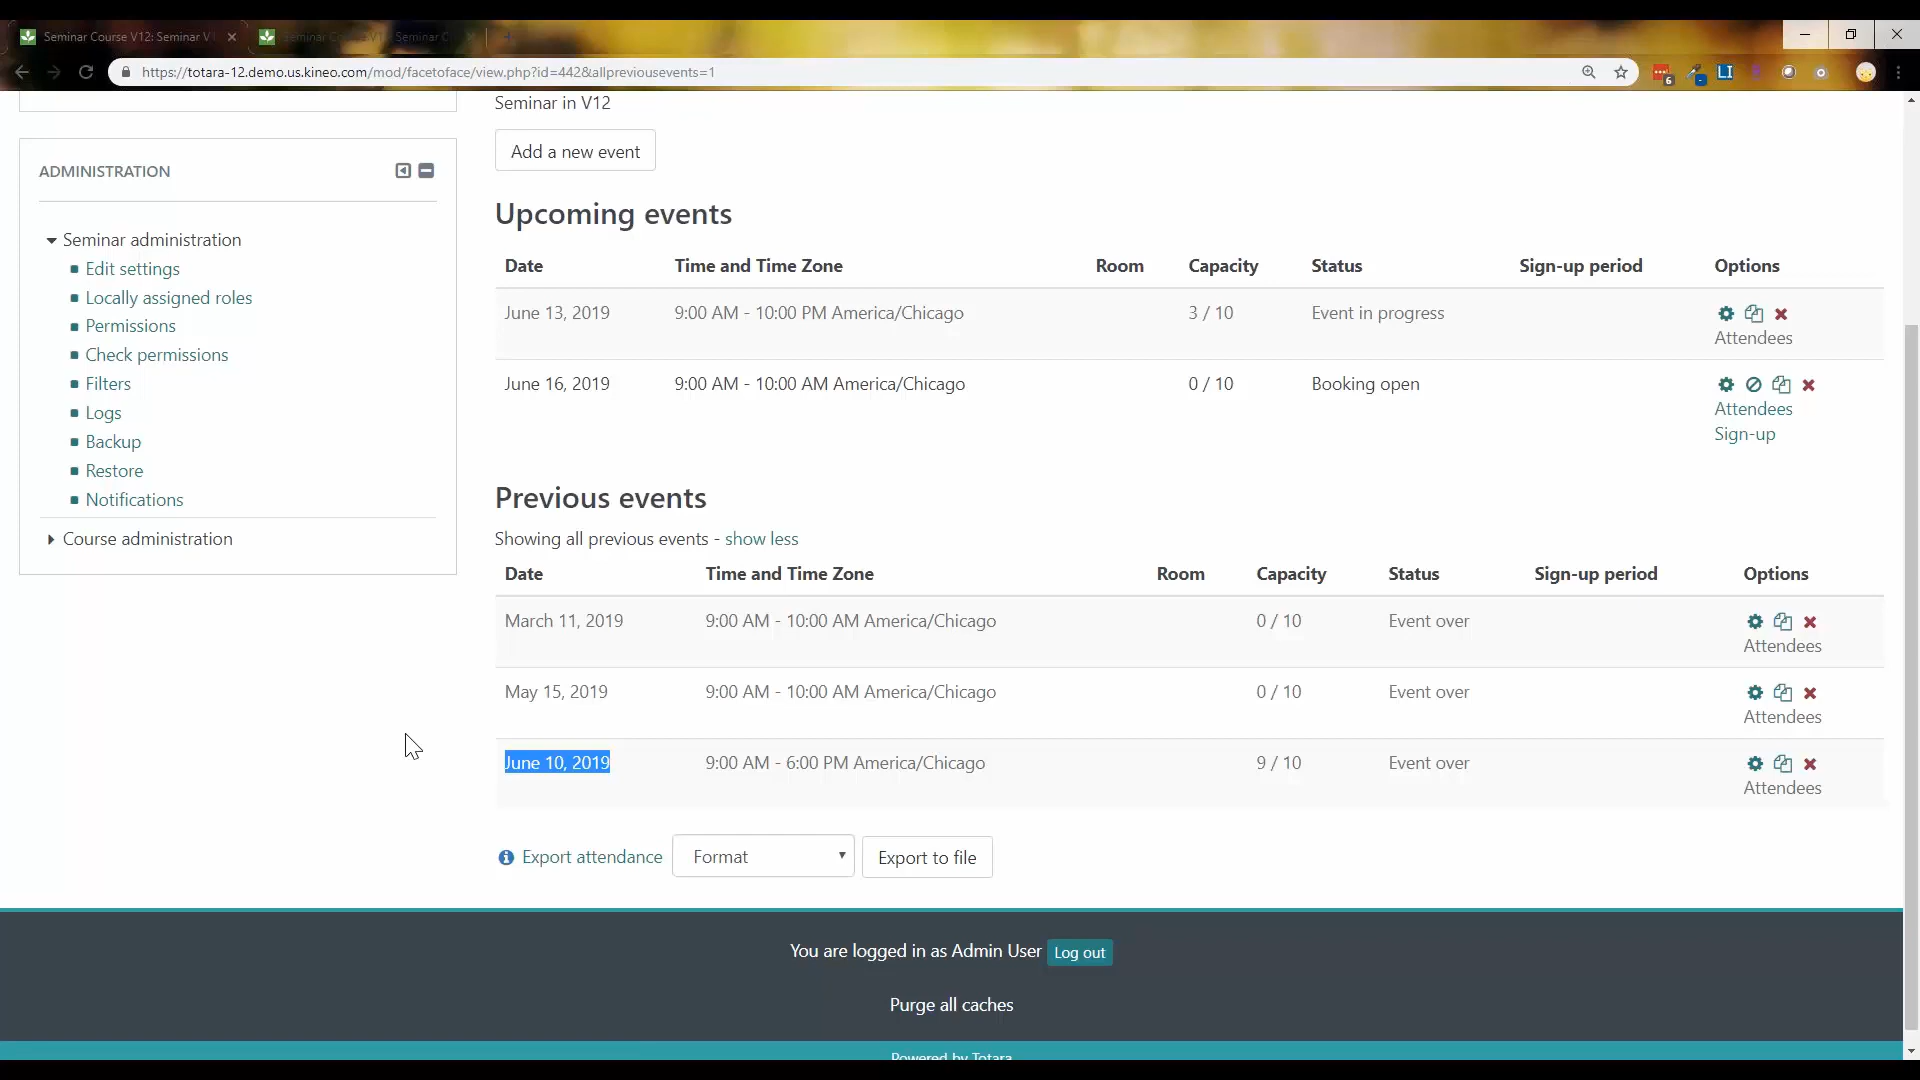 Seminar Course V12: Seminar V
https://totara-12.demo.us.kineo.com/mod/facetoface/view.php?id=442&allpreviousevents=1
6
LI
Seminar in V12
Add a new event
ADMINISTRATION
Seminar administration
Edit settings
Locally assigned roles
Permissions
Check permissions
Filters
Logs
Backup
Restore
Notifications
Course administration
Upcoming events
Date Time and Time Zone Room Capacity Status Sign-up period Options
June 13, 2019 9:00 AM - 10:00 PM America/Chicago 3 / 10 Event in progress
Attendees
June 16, 2019 9:00 AM - 10:00 AM America/Chicago 0 / 10 Booking open
Attendees
Sign-up
Previous events
Showing all previous events - show less
Date Time and Time Zone Room Capacity Status Sign-up period Options
March 11, 2019 9:00 AM - 10:00 AM America/Chicago 0 / 10 Event over
Attendees
May 15, 2019 9:00 AM - 10:00 AM America/Chicago 0 / 10 Event over
Attendees
June 10, 2019 9:00 AM - 6:00 PM America/Chicago 9 / 10 Event over
Attendees
Export attendance Format Export to file
You are logged in as Admin User Log out
Purge all caches
Powered by Totara